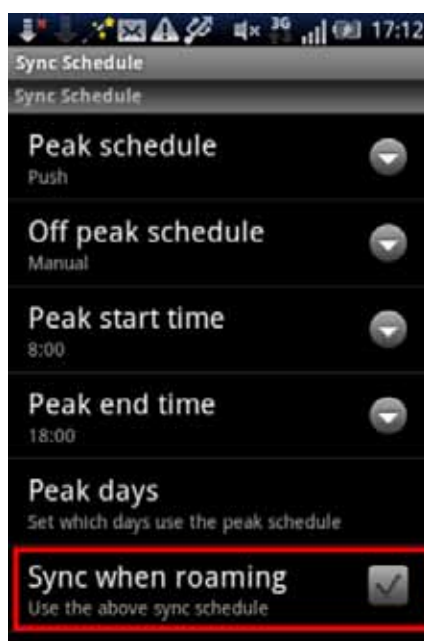 3G 17:12
Sync Schedule
Sync Schedule
Peak schedule
Push
Off peak schedule
Manual
Peak start time
8:00
Peak end time
18:00
Peak days
Set which days use the peak schedule
Sync when roaming
Use the above sync schedule